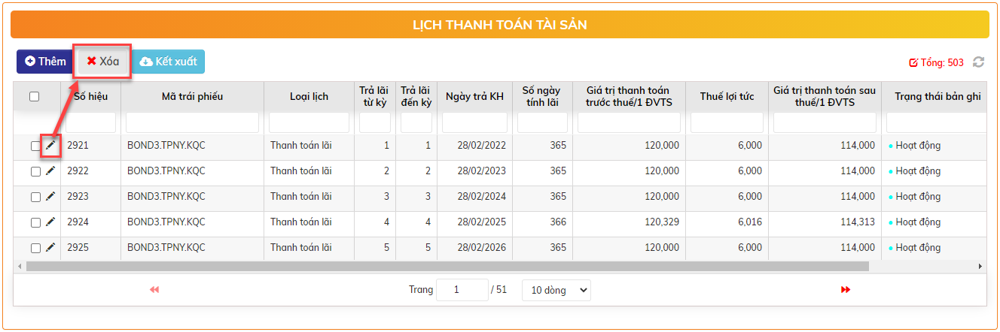 LỊCH THANH TOÁN TÀI SẢN
Thêm Xóa Kết xuất Tổng: 503
Số hiệu Mã trái phiếu Loại lịch Trả lãi từ kỳ Trả lãi đến kỳ Ngày trả KH Số ngày tính lãi Giá trị thanh toán trước thuế/1 ĐVTS Thuế lợi tức Giá trị thanh toán sau thuế/1 ĐVTS Trạng thái bản ghi
2921 BOND3.TPNY.KQC Thanh toán lãi 1 1 28/02/2022 365 120,000 6,000 114,000 Hoạt động
2922 BOND3.TPNY.KQC Thanh toán lãi 2 2 28/02/2023 365 120,000 6,000 114,000 Hoạt động
2923 BOND3.TPNY.KQC Thanh toán lãi 3 3 28/02/2024 365 120,000 6,000 114,000 Hoạt động
2924 BOND3.TPNY.KQC Thanh toán lãi 4 4 28/02/2025 366 120,329 6,016 114,313 Hoạt động
2925 BOND3.TPNY.KQC Thanh toán lãi 5 5 28/02/2026 365 120,000 6,000 114,000 Hoạt động
Trang 1 / 51 10 dòng